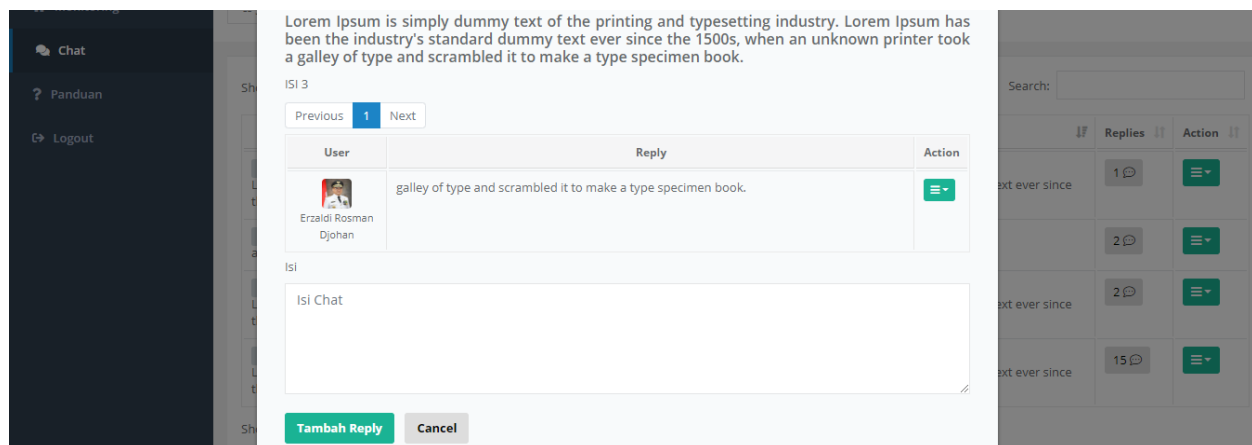 Lorem Ipsum is simply dummy text of the printing and typesetting industry. Lorem Ipsum has
been the industry's standard dummy text ever since the 1500s, when an unknown printer took
a galley of type and scrambled it to make a type specimen book.
Chat
Panduan
Logout
ISI 3
Previous 1 Next
User Reply Action
galley of type and scrambled it to make a type specimen book.
Erzaldi Rosman
Djohan
Isi
Isi Chat
Tambah Reply Cancel
Search:
Replies Action
1
ext ever since
2
2
ext ever since
15
ext ever since